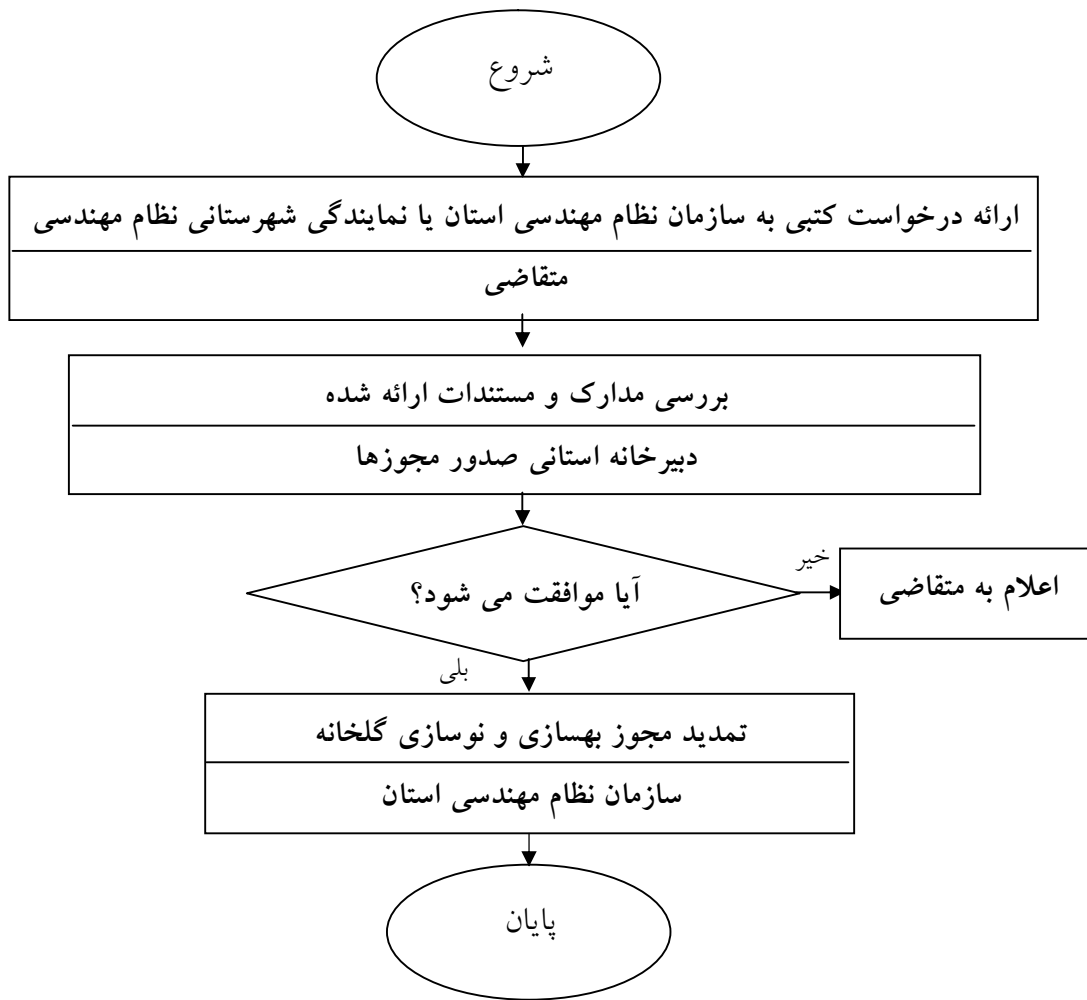 شروع
ارائه درخواست کتبی به سازمان نظام مهندسی استان یا نمایندگی شهرستانی نظام مهندسی
متقاضی
بررسی مدارک و مستندات ارائه شده
دبیرخانه استانی صدور مجوزها
آیا موافقت می شود؟
خیر
اعلام به متقاضی
بلی
تمدید مجوز بهسازی و نوسازی گلخانه
سازمان نظام مهندسی استان
پایان